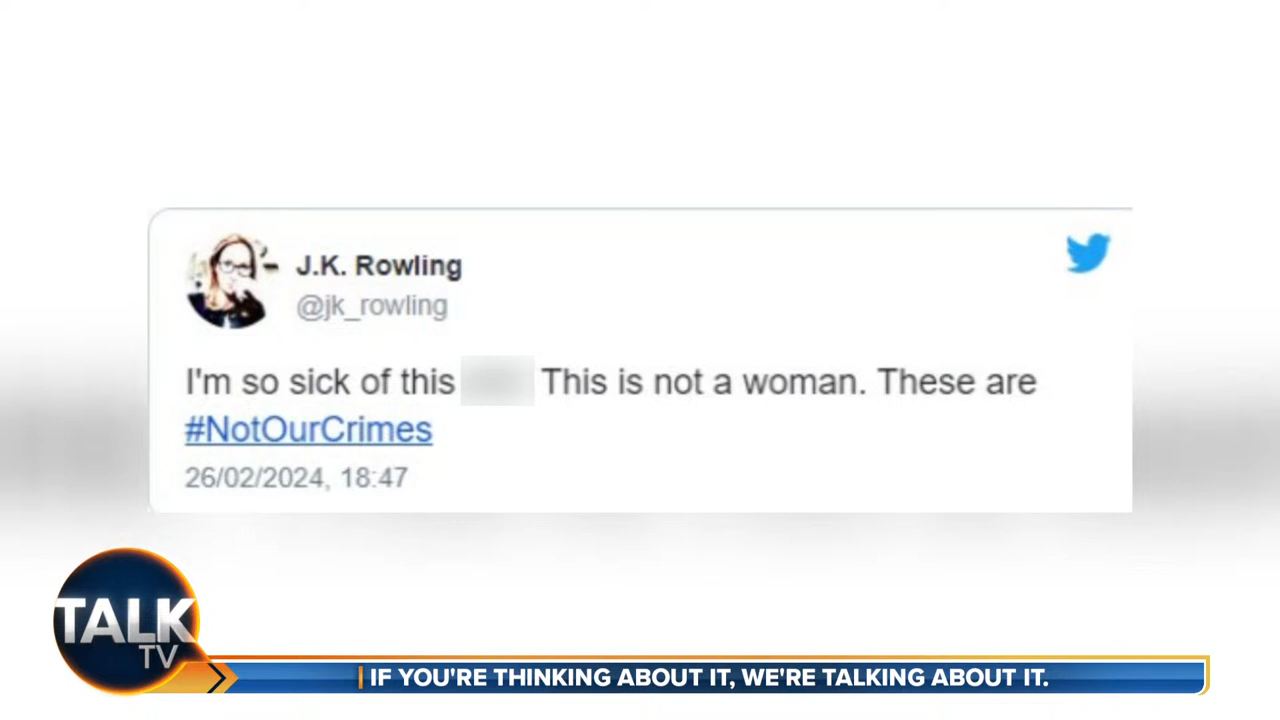 J.K. Rowling
@jk_rowling
I'm so sick of this This is not a woman. These are
#NotOurCrimes
26/02/2024, 18:47
TALK
TV
IF YOU'RE THINKING ABOUT IT, WE'RE TALKING ABOUT IT.